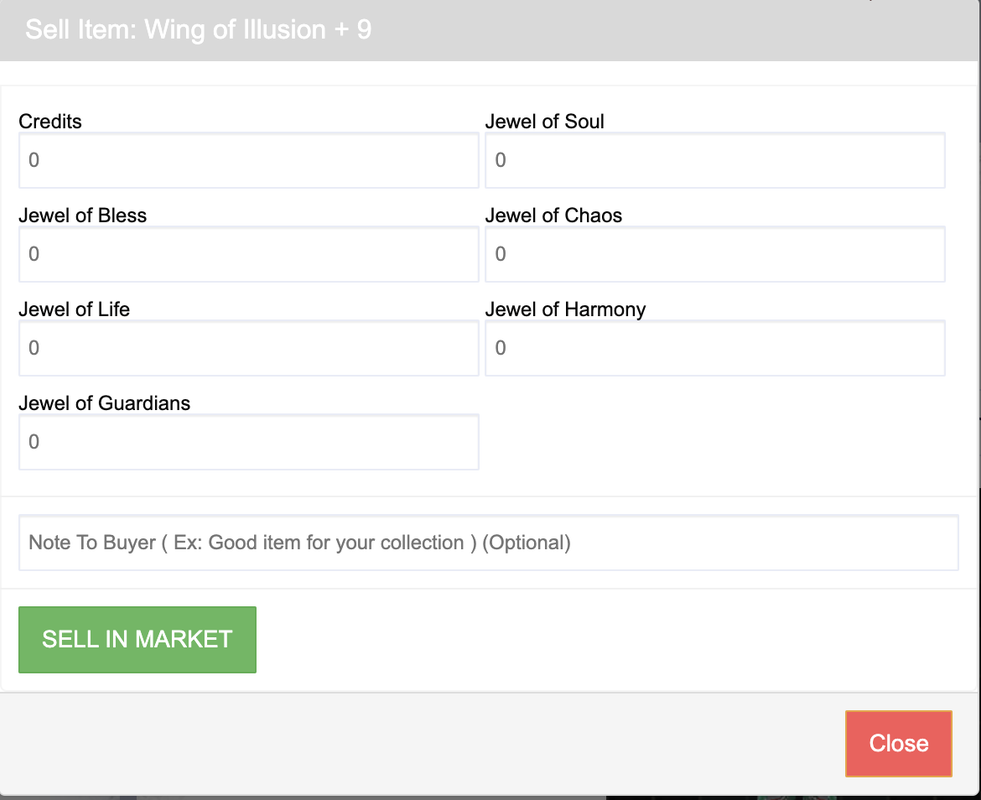 Sell Item: Wing of Illusion + 9
Credits
0
Jewel of Soul
0
Jewel of Bless
0
Jewel of Chaos
0
Jewel of Life
0
Jewel of Harmony
0
Jewel of Guardians
0
Note To Buyer ( Ex: Good item for your collection ) (Optional)
SELL IN MARKET
Close